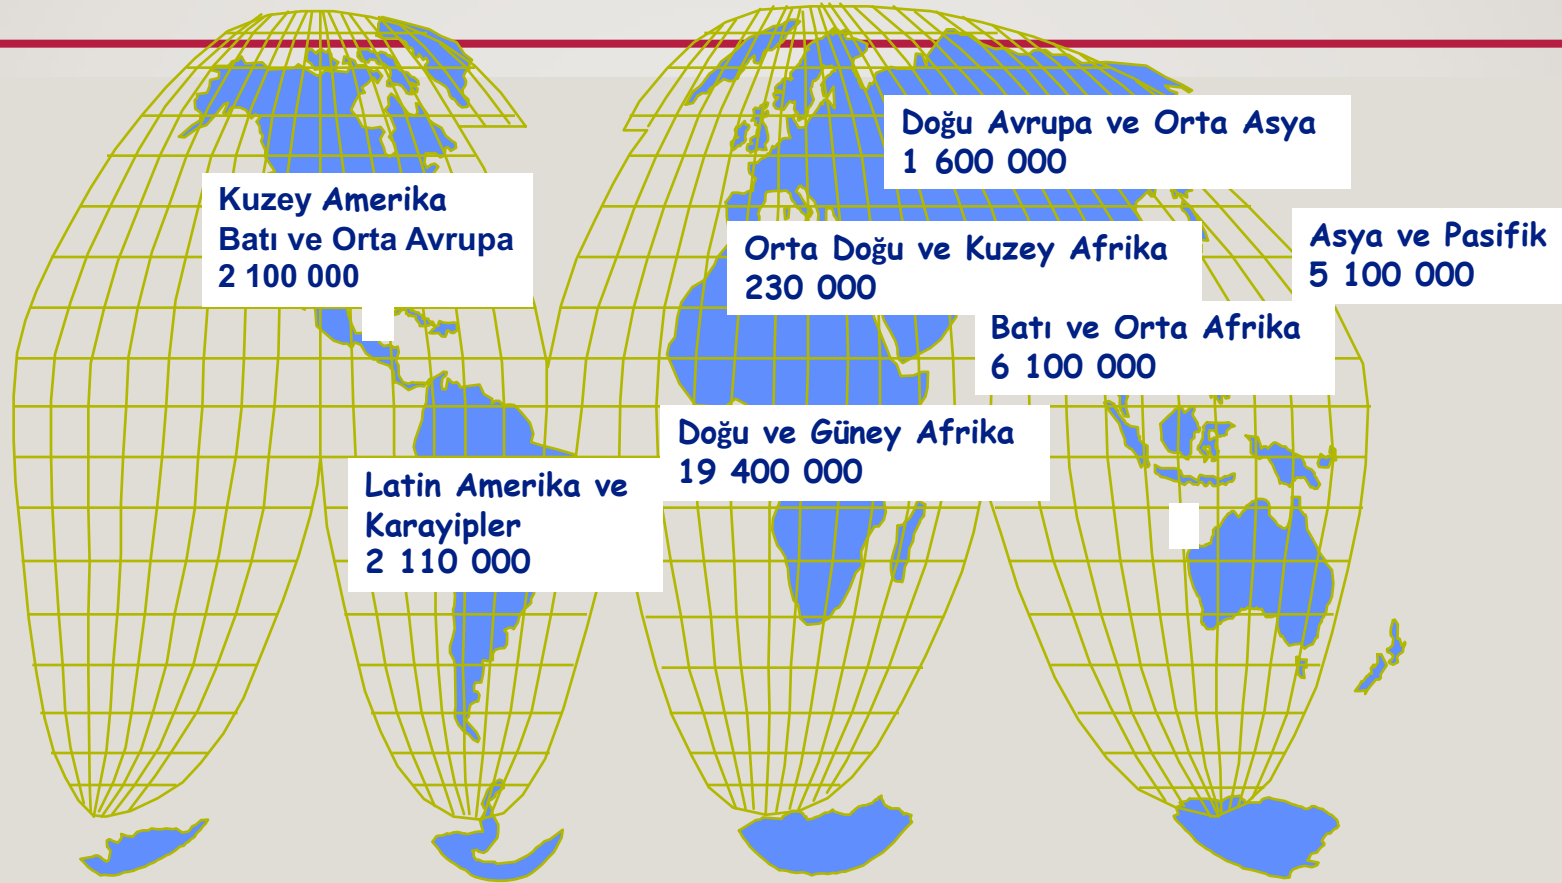 Doğu Avrupa ve Orta Asya
1 600 000
Kuzey Amerika
Batı ve Orta Avrupa
2 100 000
Orta Doğu ve Kuzey Afrika
230 000
Asya ve Pasifik
5 100 000
Batı ve Orta Afrika
6 100 000
Doğu ve Güney Afrika
19 400 000
Latin Amerika ve
Karayipler
2 110 000